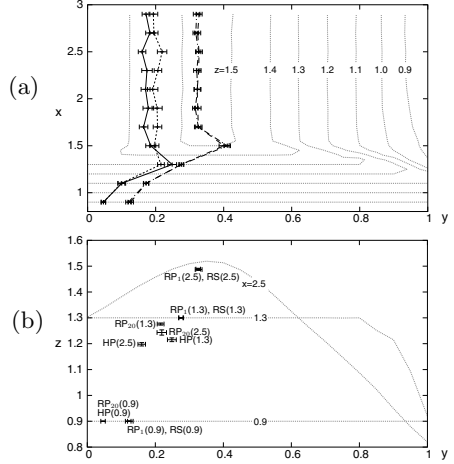 3
2.5
2
1.5
1
x
(a)
z=1.5
1.4
1.3
1.2
1.1
1.0
0.9
0
0.2
0.4
0.6
0.8
1
y
1.6
1.5
1.4
1.3
1.2
1.1
1
0.9
0.8
z
(b)
RP₁(2.5), RS(2.5)
x=2.5
RP₁(1.3), RS(1.3)
1.3
RP₂₀(1.3)
RP₂₀(2.5)
HP(2.5)
HP(1.3)
RP₂₀(0.9)
HP(0.9)
RP₁(0.9), RS(0.9)
0.9
0
0.2
0.4
0.6
0.8
1
y